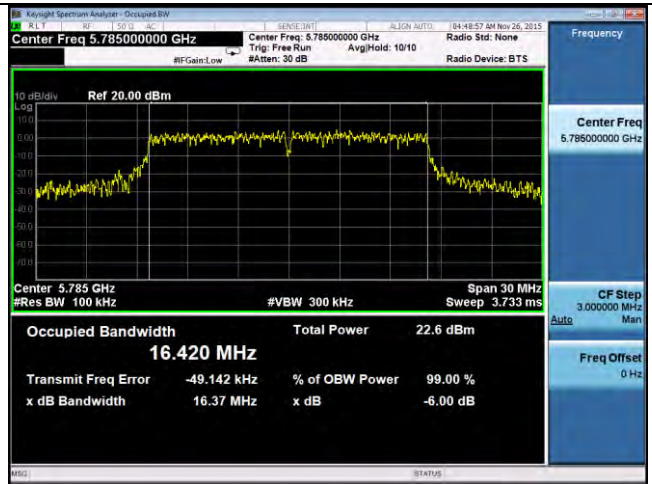 Keysight Spectrum Analyzer - Occupied BW
RLT RF 50 Ω AC SENSE:INT ALIGN AUTO 04:48:57 AM Nov 26, 2015
Center Freq 5.785000000 GHz Center Freq: 5.785000000 GHz Radio Std: None Frequency
Trig: Free Run Avg|Hold: 10/10
#IFGain:Low #Atten: 30 dB Radio Device: BTS
10 dB/div Ref 20.00 dBm
Log
10.0
0.00
-10.0
-20.0
-30.0
-40.0
-50.0
-60.0
-70.0
Center Freq
5.785000000 GHz
Center 5.785 GHz Span 30 MHz
#Res BW 100 kHz #VBW 300 kHz Sweep 3.733 ms
CF Step
3.000000 MHz
Auto Man
Occupied Bandwidth Total Power 22.6 dBm
16.420 MHz
Freq Offset
0 Hz
Transmit Freq Error -49.142 kHz % of OBW Power 99.00 %
x dB Bandwidth 16.37 MHz x dB -6.00 dB
MSG STATUS